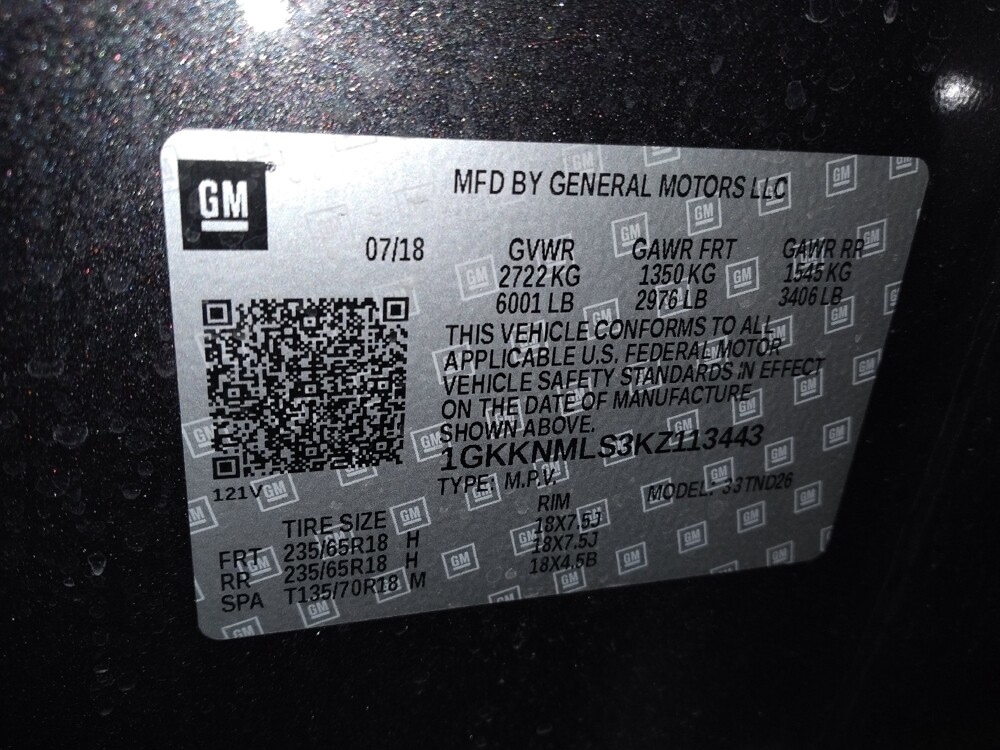 GM
MFD BY GENERAL MOTORS LLC
07/18 GVWR GAWR FRT GAWR RR
2722 KG 1350 KG 1545 KG
6001 LB 2976 LB 3406 LB
THIS VEHICLE CONFORMS TO ALL
APPLICABLE U.S. FEDERAL MOTOR
VEHICLE SAFETY STANDARDS IN EFFECT
ON THE DATE OF MANUFACTURE
SHOWN ABOVE.
1GKKNMLS3KZ113443
TYPE: M.P.V. MODEL: 33TND26
121V
TIRE SIZE RIM
FRT 235/65R18 H 18X7.5J
RR 235/65R18 H 18X7.5J
SPA T135/70R18 M 18X4.5B